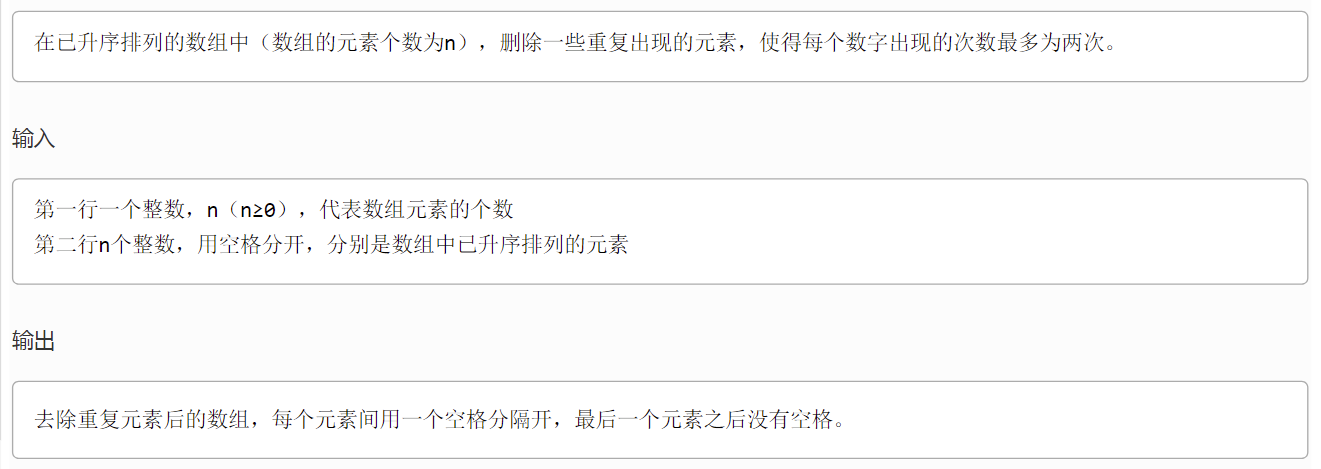 在已升序排列的数组中（数组的元素个数为n），删除一些重复出现的元素，使得每个数字出现的次数最多为两次。
输入
第一行一个整数，n（n≥0），代表数组元素的个数
第二行n个整数，用空格分开，分别是数组中已升序排列的元素
输出
去除重复元素后的数组，每个元素间用一个空格分隔开，最后一个元素之后没有空格。